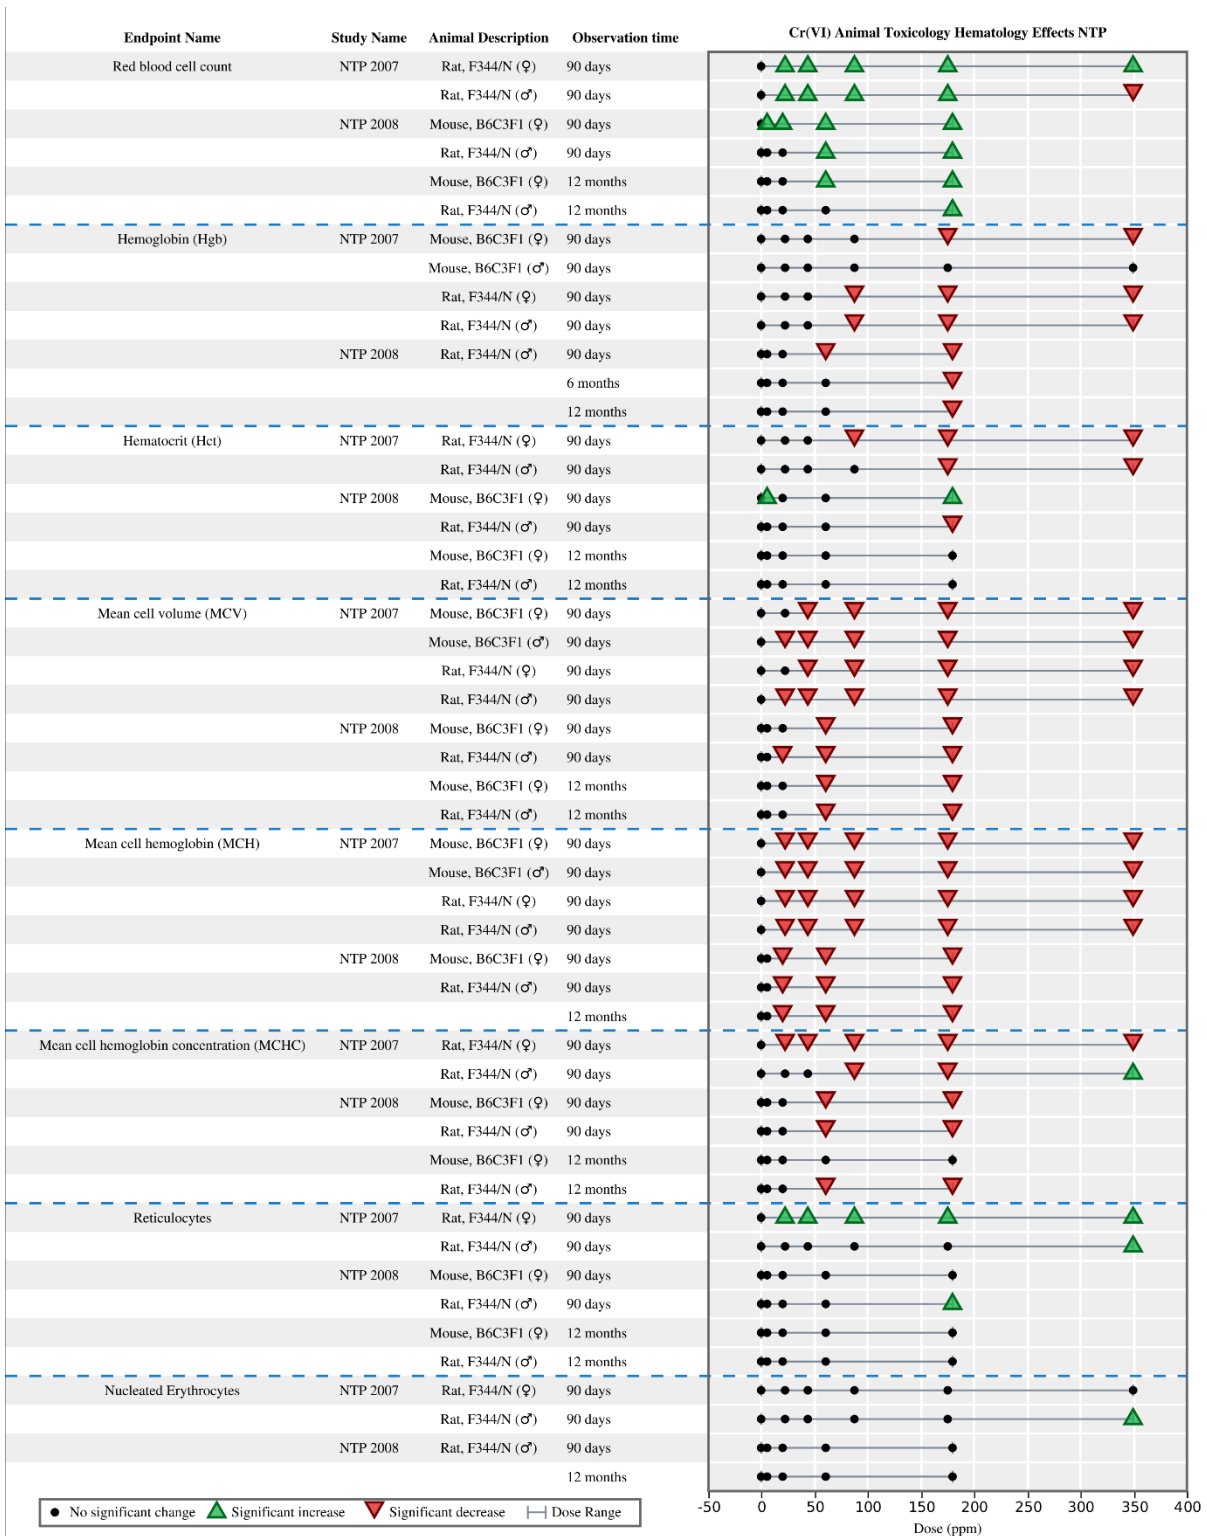 Cr(VI) Animal Toxicology Hematology Effects NTP
Endpoint Name Study Name Animal Description Observation time
Red blood cell count NTP 2007 Rat, F344/N (♀) 90 days
Rat, F344/N (♂) 90 days
NTP 2008 Mouse, B6C3F1 (♀) 90 days
Rat, F344/N (♂) 90 days
Mouse, B6C3F1 (♀) 12 months
Rat, F344/N (♂) 12 months
Hemoglobin (Hgb) NTP 2007 Mouse, B6C3F1 (♀) 90 days
Mouse, B6C3F1 (♂) 90 days
Rat, F344/N (♀) 90 days
Rat, F344/N (♂) 90 days
NTP 2008 Rat, F344/N (♂) 90 days
6 months
12 months
Hematocrit (Hct) NTP 2007 Rat, F344/N (♀) 90 days
Rat, F344/N (♂) 90 days
NTP 2008 Mouse, B6C3F1 (♀) 90 days
Rat, F344/N (♂) 90 days
Mouse, B6C3F1 (♀) 12 months
Rat, F344/N (♂) 12 months
Mean cell volume (MCV) NTP 2007 Mouse, B6C3F1 (♀) 90 days
Mouse, B6C3F1 (♂) 90 days
Rat, F344/N (♀) 90 days
Rat, F344/N (♂) 90 days
NTP 2008 Mouse, B6C3F1 (♀) 90 days
Rat, F344/N (♂) 90 days
Mouse, B6C3F1 (♀) 12 months
Rat, F344/N (♂) 12 months
Mean cell hemoglobin (MCH) NTP 2007 Mouse, B6C3F1 (♀) 90 days
Mouse, B6C3F1 (♂) 90 days
Rat, F344/N (♀) 90 days
Rat, F344/N (♂) 90 days
NTP 2008 Mouse, B6C3F1 (♀) 90 days
Rat, F344/N (♂) 90 days
12 months
Mean cell hemoglobin concentration (MCHC) NTP 2007 Rat, F344/N (♀) 90 days
Rat, F344/N (♂) 90 days
NTP 2008 Mouse, B6C3F1 (♀) 90 days
Rat, F344/N (♂) 90 days
Mouse, B6C3F1 (♀) 12 months
Rat, F344/N (♂) 12 months
Reticulocytes NTP 2007 Rat, F344/N (♀) 90 days
Rat, F344/N (♂) 90 days
NTP 2008 Mouse, B6C3F1 (♀) 90 days
Rat, F344/N (♂) 90 days
Mouse, B6C3F1 (♀) 12 months
Rat, F344/N (♂) 12 months
Nucleated Erythrocytes NTP 2007 Rat, F344/N (♀) 90 days
Rat, F344/N (♂) 90 days
NTP 2008 Rat, F344/N (♂) 90 days
12 months
-50 0 50 100 150 200 250 300 350 400
No significant change Significant increase Significant decrease Dose Range
Dose (ppm)